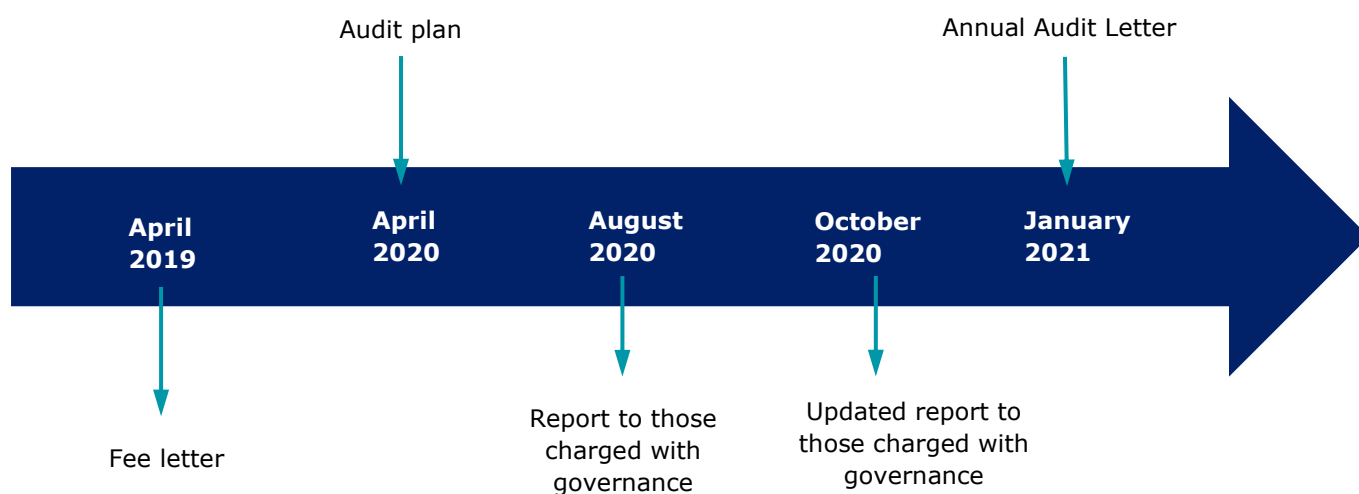 Audit plan
Annual Audit Letter
April
2019
April
2020
August
2020
October
2020
January
2021
Fee letter
Report to those
charged with
governance
Updated report to
those charged with
governance